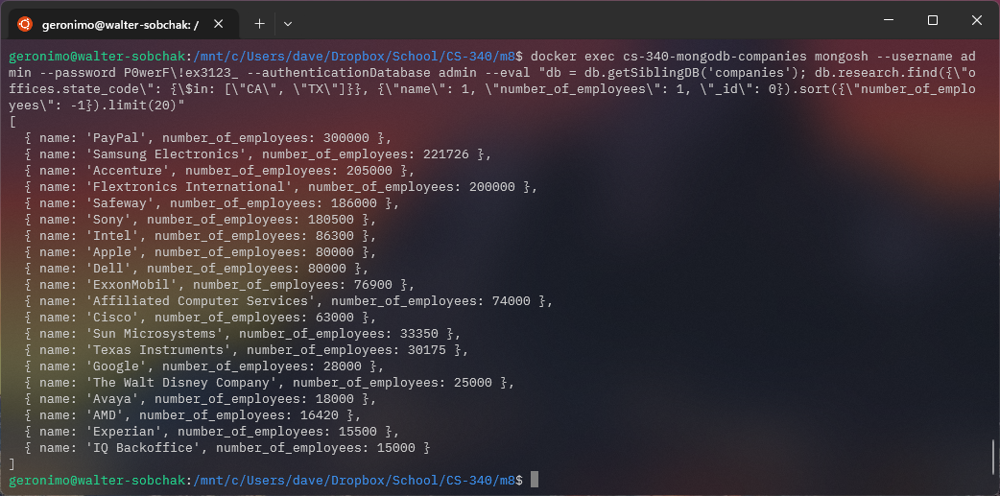 geronimo@walter-sobchak: /
geronimo@walter-sobchak:/mnt/c/Users/dave/Dropbox/School/CS-340/m8$ docker exec cs-340-mongodb-companies mongosh --username ad
min --password P0werF\!ex3123_ --authenticationDatabase admin --eval "db = db.getSiblingDB('companies'); db.research.find({\"o
ffices.state_code\": {\$in: [\"CA\", \"TX\"]}}, {\"name\": 1, \"number_of_employees\": 1, \"_id\": 0}).sort({\"number_of_emplo
yees\": -1}).limit(20)"
[
  { name: 'PayPal', number_of_employees: 300000 },
  { name: 'Samsung Electronics', number_of_employees: 221726 },
  { name: 'Accenture', number_of_employees: 205000 },
  { name: 'Flextronics International', number_of_employees: 200000 },
  { name: 'Safeway', number_of_employees: 186000 },
  { name: 'Sony', number_of_employees: 180500 },
  { name: 'Intel', number_of_employees: 86300 },
  { name: 'Apple', number_of_employees: 80000 },
  { name: 'Dell', number_of_employees: 80000 },
  { name: 'ExxonMobil', number_of_employees: 76900 },
  { name: 'Affiliated Computer Services', number_of_employees: 74000 },
  { name: 'Cisco', number_of_employees: 63000 },
  { name: 'Sun Microsystems', number_of_employees: 33350 },
  { name: 'Texas Instruments', number_of_employees: 30175 },
  { name: 'Google', number_of_employees: 28000 },
  { name: 'The Walt Disney Company', number_of_employees: 25000 },
  { name: 'Avaya', number_of_employees: 18000 },
  { name: 'AMD', number_of_employees: 16420 },
  { name: 'Experian', number_of_employees: 15500 },
  { name: 'IQ Backoffice', number_of_employees: 15000 }
]
geronimo@walter-sobchak:/mnt/c/Users/dave/Dropbox/School/CS-340/m8$